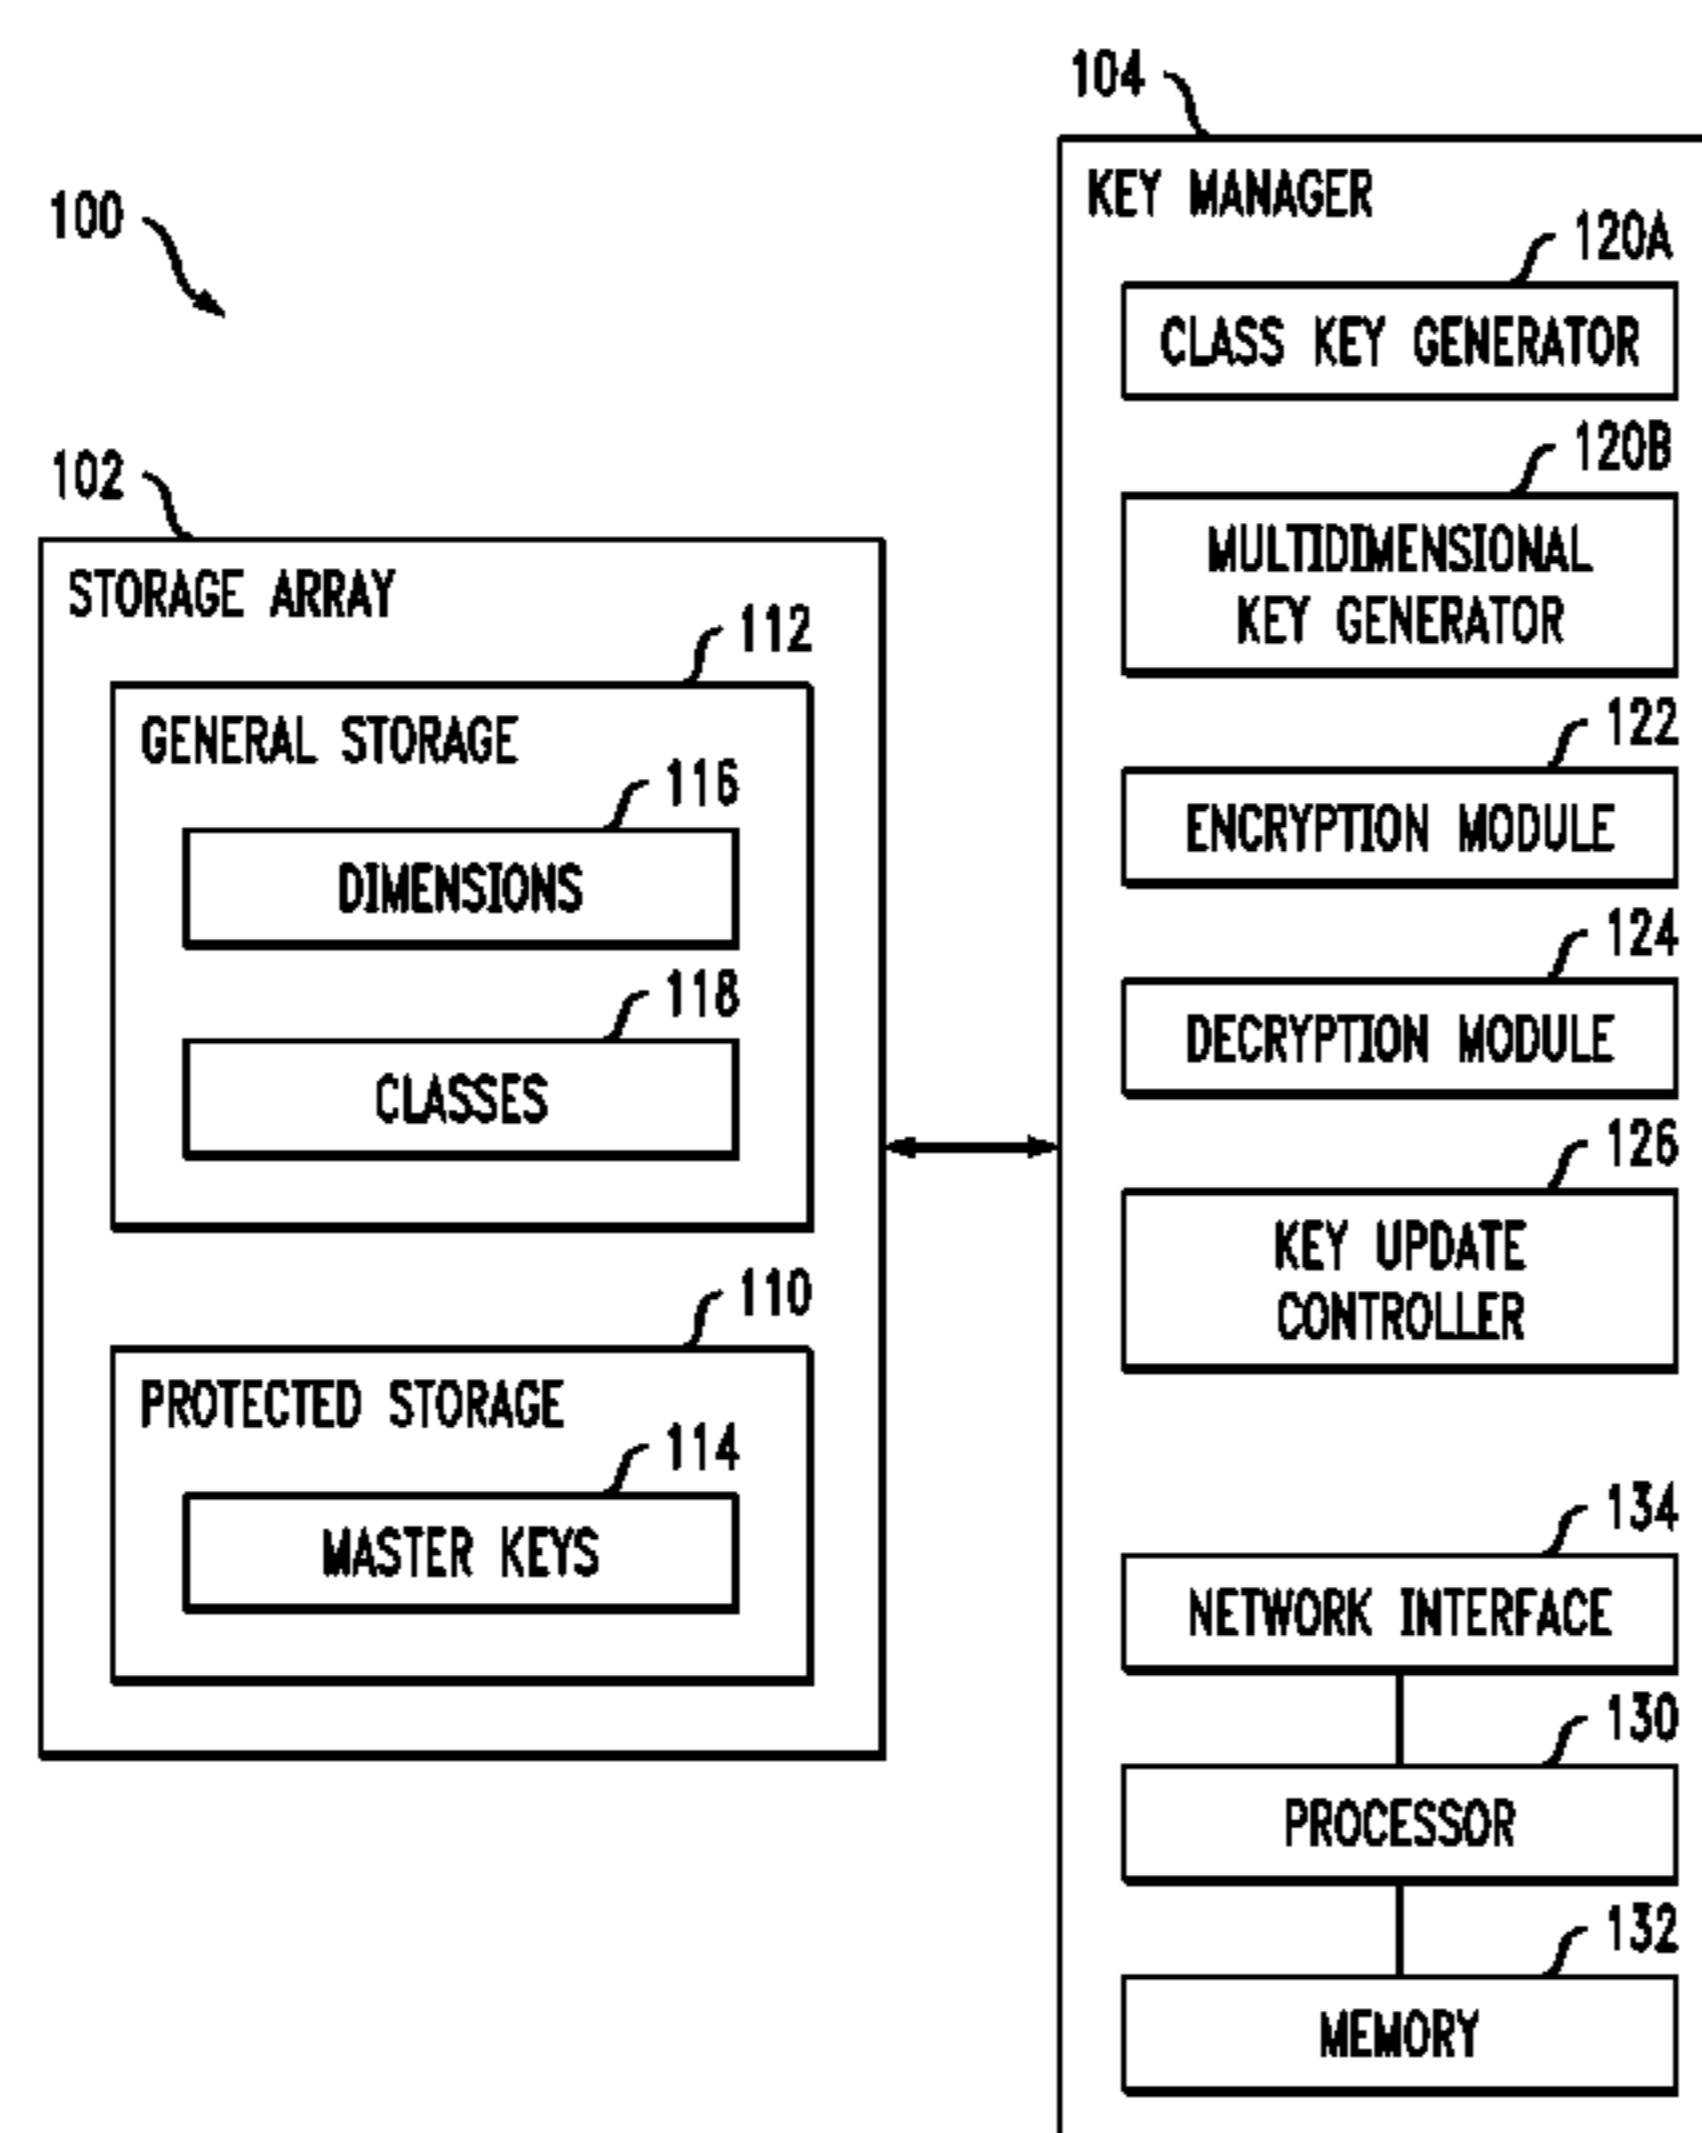 100
102
STORAGE ARRAY
112
GENERAL STORAGE
116
DIMENSIONS
118
CLASSES
110
PROTECTED STORAGE
114
MASTER KEYS
104
KEY MANAGER
120A
CLASS KEY GENERATOR
120B
MULTIDIMENSIONAL
KEY GENERATOR
122
ENCRYPTION MODULE
124
DECRYPTION MODULE
126
KEY UPDATE
CONTROLLER
134
NETWORK INTERFACE
130
PROCESSOR
132
MEMORY